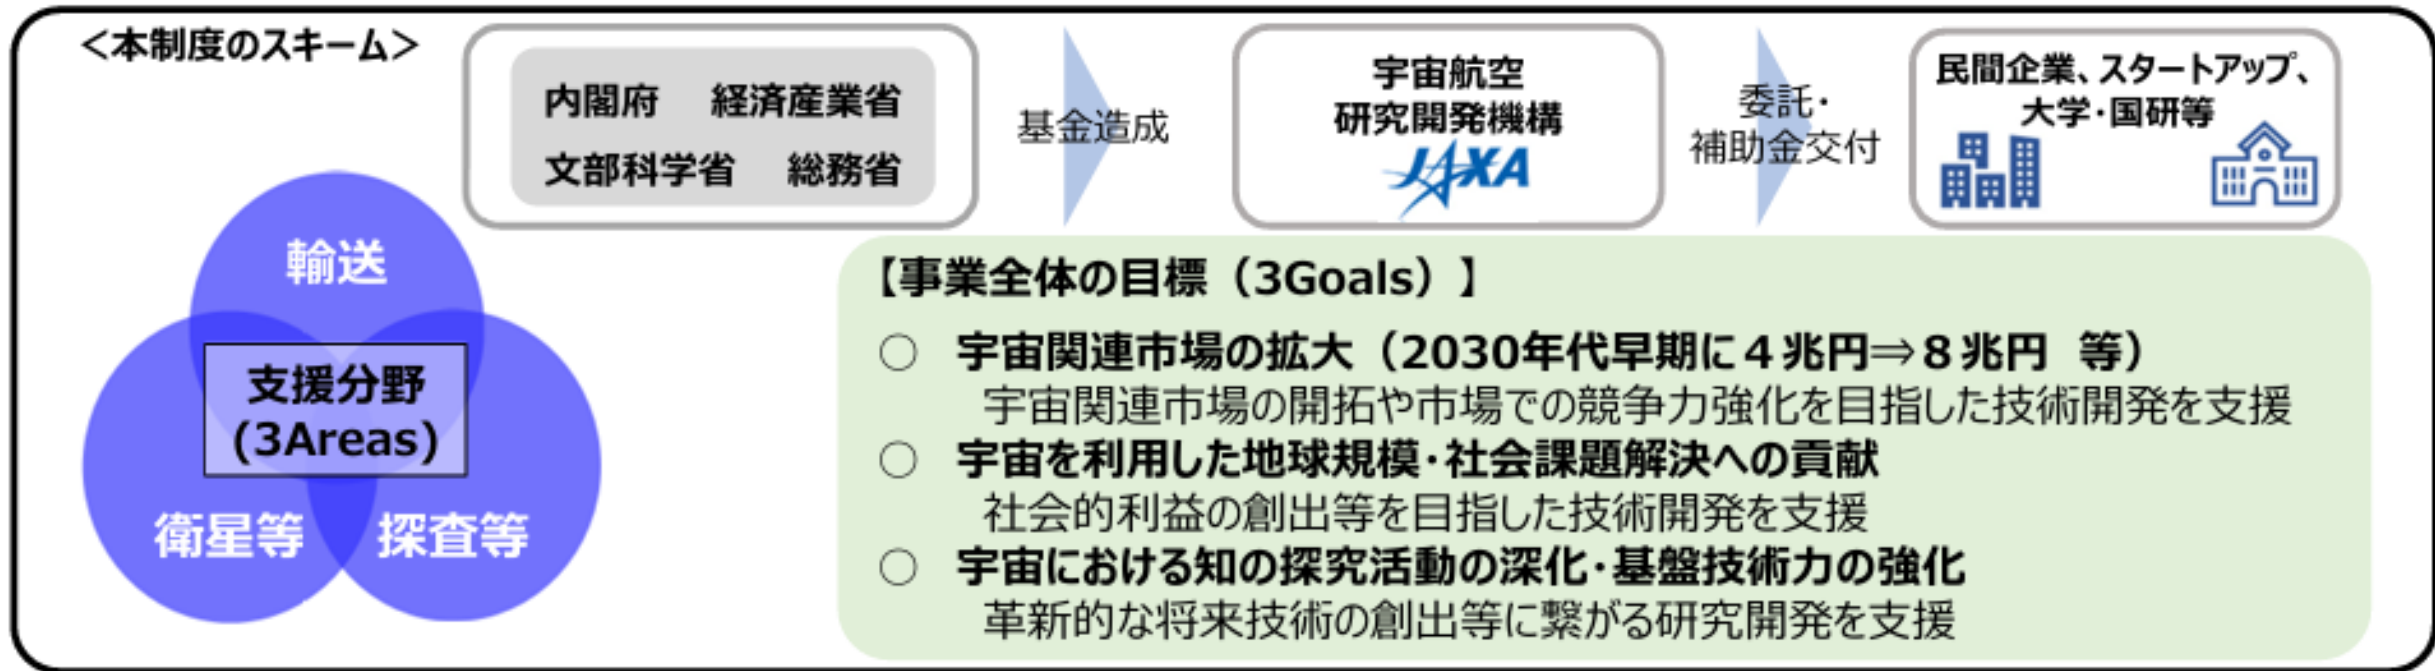 ＜本制度のスキーム＞
内閣府　経済産業省
文部科学省　総務省
基金造成
宇宙航空
研究開発機構
JAXA
委託・
補助金交付
民間企業、スタートアップ、
大学・国研等
輸送
支援分野
(3Areas)
衛星等
探査等
【事業全体の目標（3Goals）】
○　宇宙関連市場の拡大（2030年代早期に４兆円⇒８兆円 等）
宇宙関連市場の開拓や市場での競争力強化を目指した技術開発を支援
○　宇宙を利用した地球規模・社会課題解決への貢献
社会的利益の創出等を目指した技術開発を支援
○　宇宙における知の探究活動の深化・基盤技術力の強化
革新的な将来技術の創出等に繋がる研究開発を支援